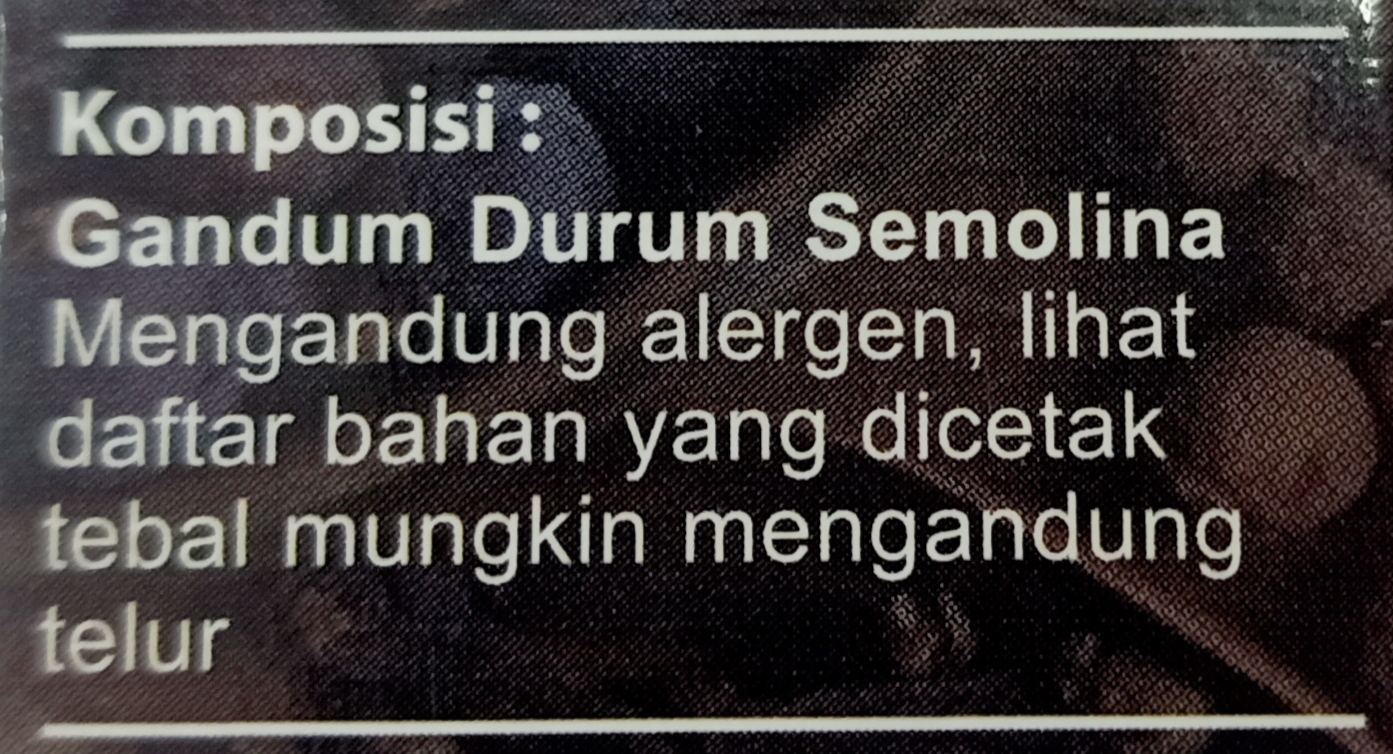 Komposisi :
Gandum Durum Semolina
Mengandung alergen, lihat
daftar bahan yang dicetak
tebal mungkin mengandung
telur